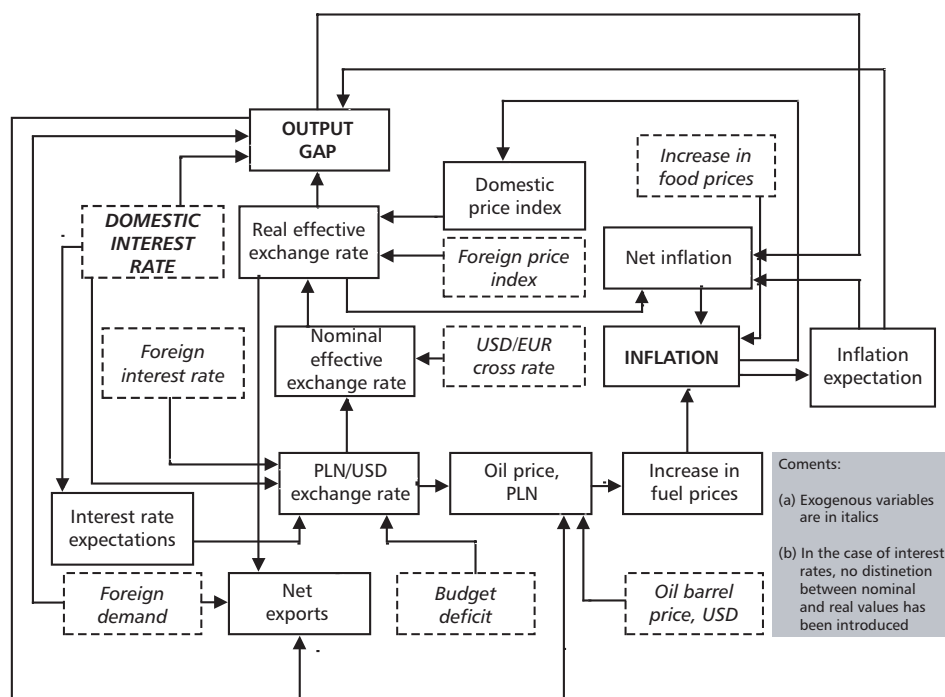 OUTPUT
GAP
Increase in
food prices
Domestic
price index
DOMESTIC
INTEREST
RATE
Real effective
exchange rate
Foreign price
index
Net inflation
Foreign
interest rate
Nominal
effective
exchange rate
USD/EUR
cross rate
INFLATION
Inflation
expectation
PLN/USD
exchange rate
Oil price,
PLN
Increase in
fuel prices
Interest rate
expectations
Foreign
demand
Net
exports
Budget
deficit
Oil barrel
price, USD
Coments:
(a) Exogenous variables
are in italics
(b) In the case of interest
rates, no distinetion
between nominal
and real values has
been introduced